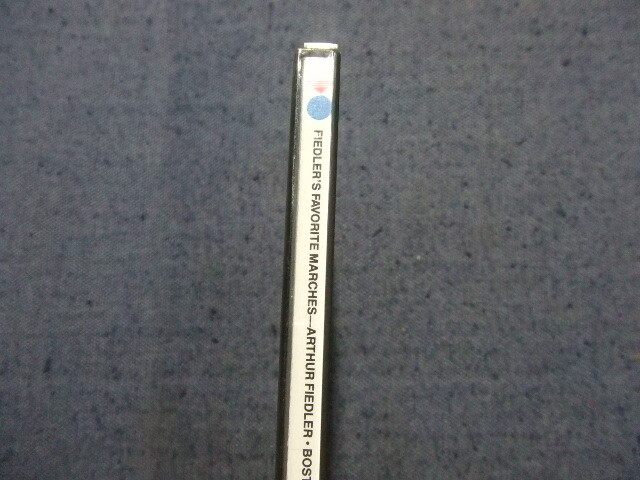 FIEDLER'S FAVORITE MARCHES—ARTHUR FIEDLER • BOST